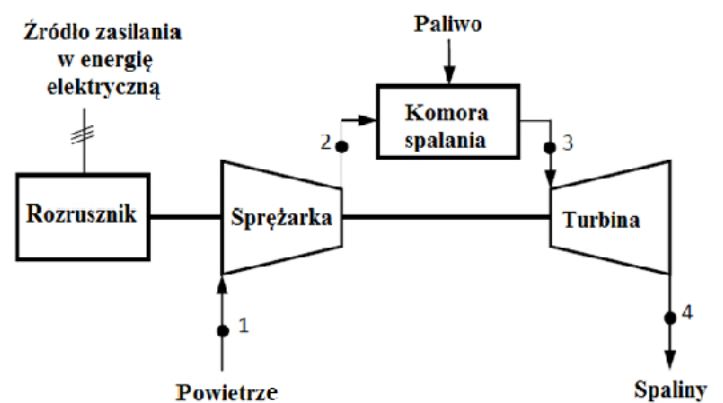 Źródło zasilania
w energię
elektryczną
Paliwo
Komora
spalania
2
3
Rozrusznik
Sprężarka
Turbina
1
4
Powietrze
Spaliny